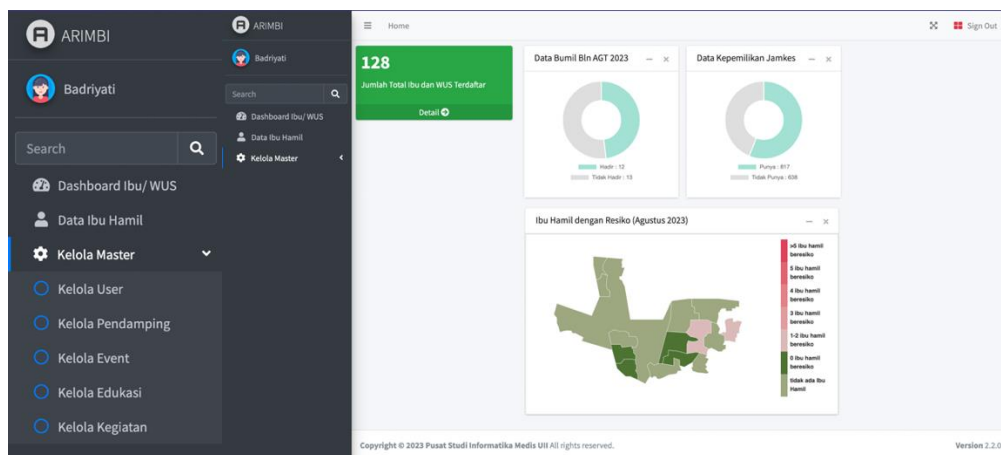 ARIMBI
Badriyati
Search
Dashboard Ibu/ WUS
Data Ibu Hamil
Kelola Master
Kelola User
Kelola Pendamping
Kelola Event
Kelola Edukasi
Kelola Kegiatan
ARIMBI
Badriyati
Search
Dashboard Ibu/ WUS
Data Ibu Hamil
Kelola Master
Home
Sign Out
128
Jumlah Total ibu dan WUS Terdaftar
Detail
Data Bumil Bln AGT 2023
Hadir : 12
Tidak Hadir : 13
Data Kepemilikan Jamkes
Punya : 817
Tidak Punya : 638
Ibu Hamil dengan Resiko (Agustus 2023)
>5 ibu hamil
beresiko
5 ibu hamil
beresiko
4 ibu hamil
beresiko
3 ibu hamil
beresiko
1-2 ibu hamil
beresiko
0 ibu hamil
beresiko
tidak ada Ibu
Hamil
Copyright © 2023 Pusat Studi Informatika Medis UII All rights reserved.
Version 2.2.0